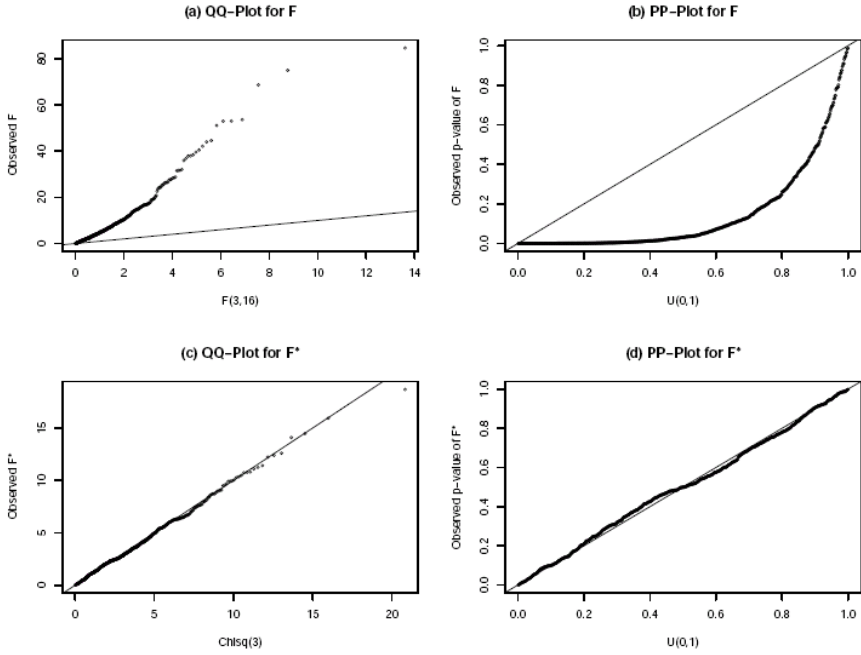 (a) QQ-Plot for F
Observed F
0 20 40 60 80
0 2 4 6 8 10 12 14
F(3,16)
(b) PP-Plot for F
Observed p-value of F
0.0 0.2 0.4 0.6 0.8 1.0
0.0 0.2 0.4 0.6 0.8 1.0
U(0,1)
(c) QQ-Plot for F*
Observed F*
0 5 10 15
0 5 10 15 20
Chisq(3)
(d) PP-Plot for F*
Observed p-value of F*
0.0 0.2 0.4 0.6 0.8 1.0
0.0 0.2 0.4 0.6 0.8 1.0
U(0,1)